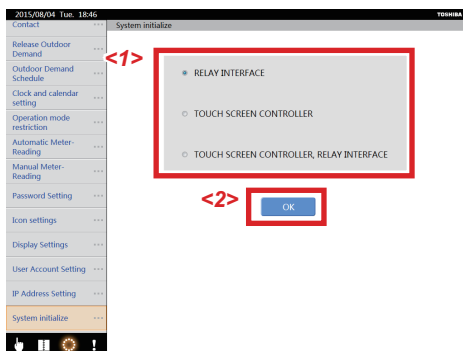 2015/08/04 Tue. 18:46
TOSHIBA
Contact
System initialize
Release Outdoor
Demand
Outdoor Demand
Schedule
Clock and calendar
setting
Operation mode
restriction
Automatic Meter-
Reading
Manual Meter-
Reading
Password Setting
Icon settings
Display Settings
User Account Setting
IP Address Setting
System initialize
<1>
RELAY INTERFACE
TOUCH SCREEN CONTROLLER
TOUCH SCREEN CONTROLLER, RELAY INTERFACE
<2>
OK